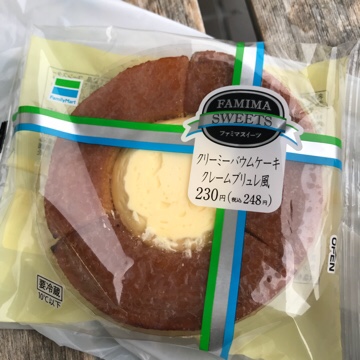 FamilyMart
FAMIMA
SWEETS
ファミマスイーツ
クリーミーバウムケーキ
クレームブリュレ風
230円(税込248円)
OPEN
要冷蔵
10℃以下